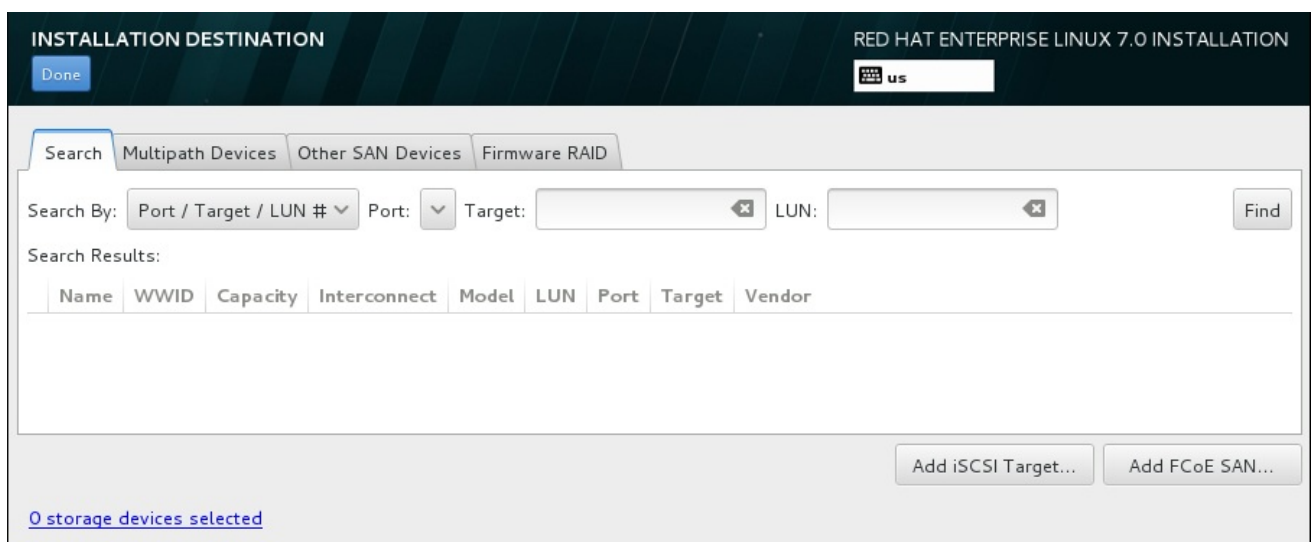 INSTALLATION DESTINATION
RED HAT ENTERPRISE LINUX 7.0 INSTALLATION
Done
us
Search Multipath Devices Other SAN Devices Firmware RAID
Search By: Port / Target / LUN # Port: Target: LUN: Find
Search Results:
Name WWID Capacity Interconnect Model LUN Port Target Vendor
Add iSCSI Target... Add FCoE SAN...
0 storage devices selected